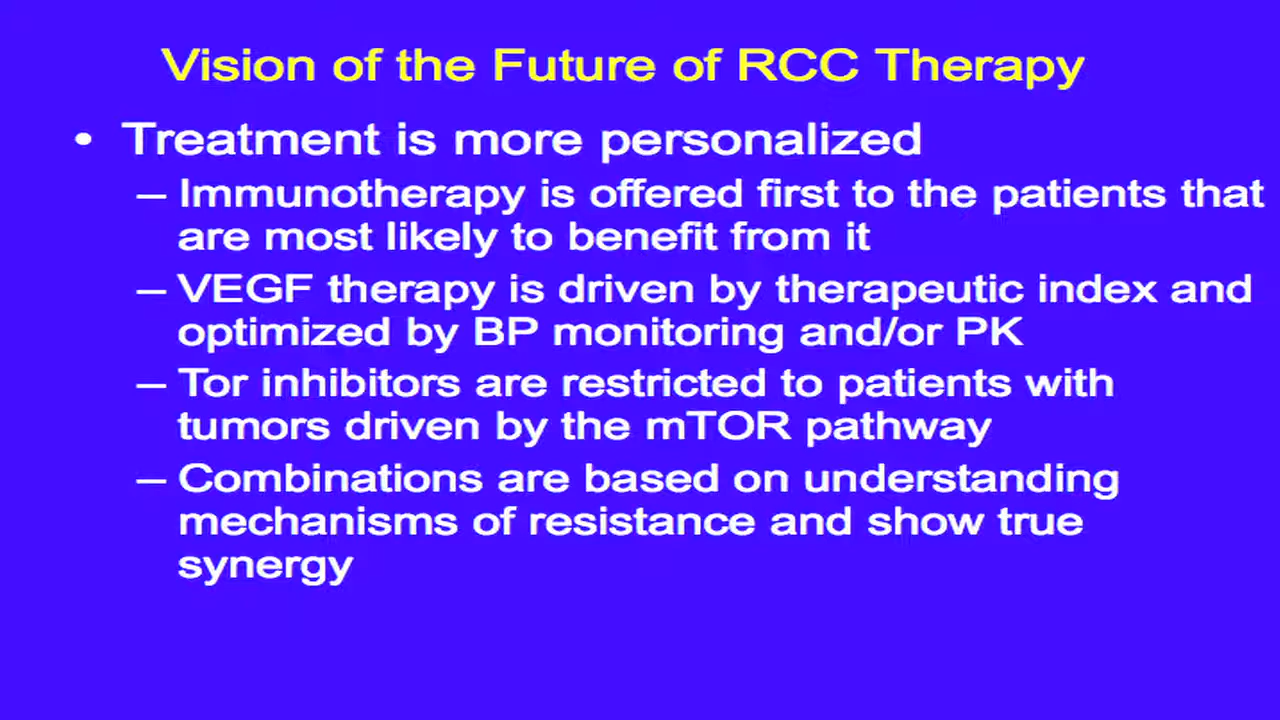 Vision of the Future of RCC Therapy
• Treatment is more personalized
– Immunotherapy is offered first to the patients that
are most likely to benefit from it
– VEGF therapy is driven by therapeutic index and
optimized by BP monitoring and/or PK
– Tor inhibitors are restricted to patients with
tumors driven by the mTOR pathway
– Combinations are based on understanding
mechanisms of resistance and show true
synergy